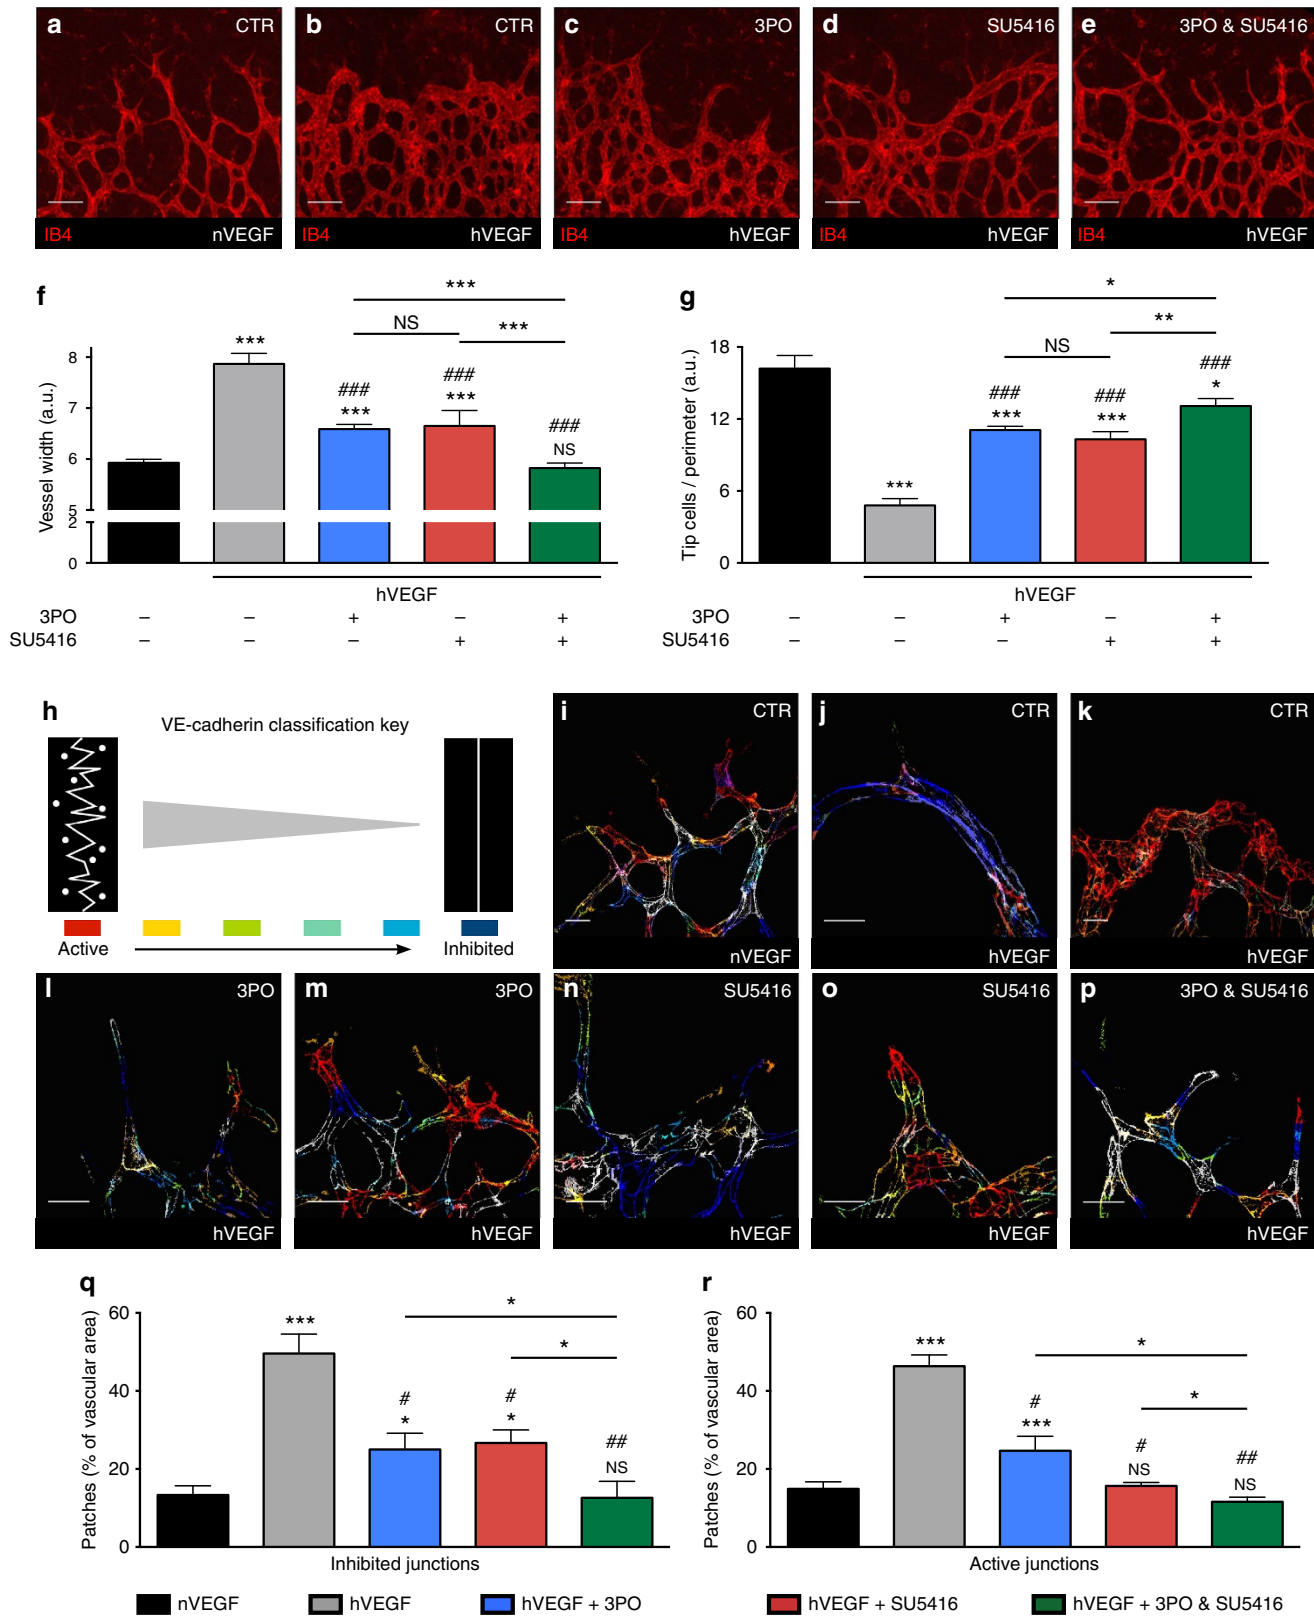 a CTR
IB4 nVEGF
b CTR
IB4 hVEGF
c 3PO
IB4 hVEGF
d SU5416
IB4 hVEGF
e 3PO & SU5416
IB4 hVEGF
f
Vessel width (a.u.)
8
7
6
5
2
0
***
NS ***
***
###
***
###
***
###
NS
hVEGF
3PO – – + – +
SU5416 – – – + +
g
Tip cells / perimeter (a.u.)
18
12
6
0
*
**
NS
***
###
***
###
***
###
*
hVEGF
3PO – – + – +
SU5416 – – – + +
h
VE-cadherin classification key
Active Inhibited
i CTR
nVEGF
j CTR
hVEGF
k CTR
hVEGF
l 3PO
hVEGF
m 3PO
hVEGF
n SU5416
hVEGF
o SU5416
hVEGF
p 3PO & SU5416
hVEGF
q
Patches (% of vascular area)
60
40
20
0
*
*
***
#
*
#
*
##
NS
Inhibited junctions
r
Patches (% of vascular area)
60
40
20
0
*
*
***
#
***
#
NS
##
NS
Active junctions
nVEGF hVEGF hVEGF + 3PO hVEGF + SU5416 hVEGF + 3PO & SU5416